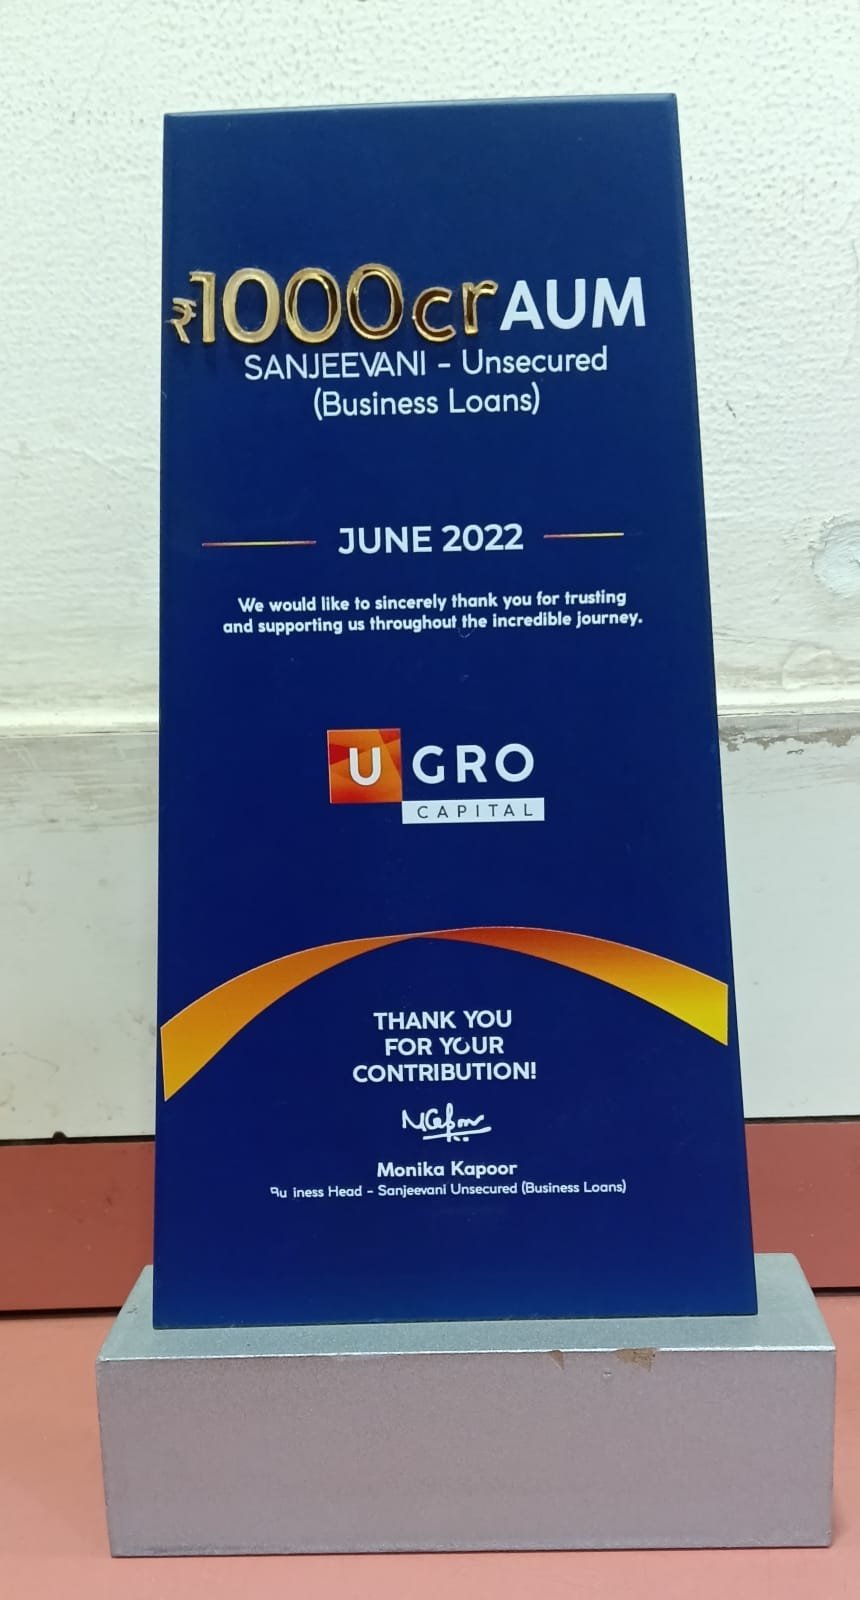 ₹1000cr AUM
SANJEEVANI - Unsecured
(Business Loans)
JUNE 2022
We would like to sincerely thank you for trusting
and supporting us throughout the incredible journey.
U GRO
CAPITAL
THANK YOU
FOR YOUR
CONTRIBUTION!
Monika Kapoor
Bu iness Head - Sanjeevani Unsecured (Business Loans)